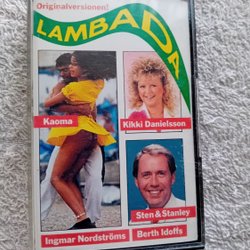 Originalversionen!
LAMBADA
Kaoma
Kikki Danielsson
Sten & Stanley
Ingmar Nordströms
Berth Idoffs